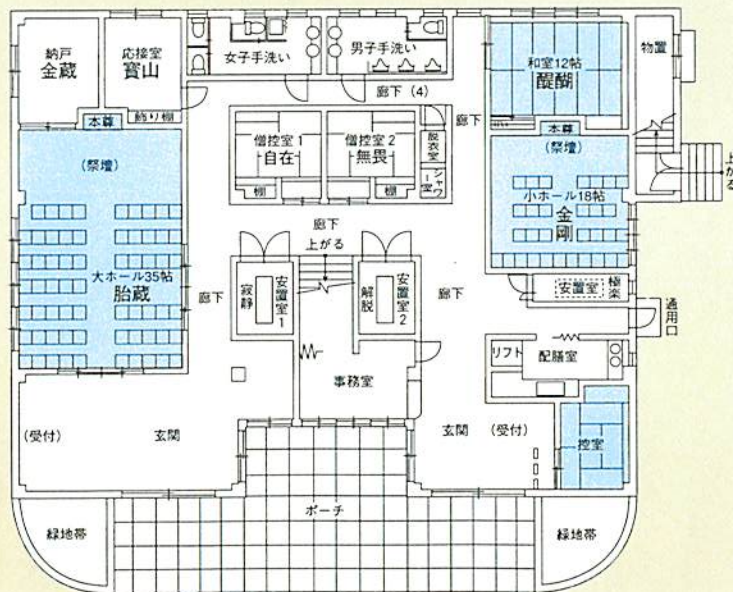 納戸
金蔵
応接室
寳山
女子手洗い
男子手洗い
廊下（4）
廊下
和室12帖
醍醐
物置
本尊
飾り棚
僧控室1
自在
棚
僧控室2
無畏
棚
脱衣室
シャワー室
本尊
（祭壇）
小ホール18帖
金剛
上がる
（祭壇）
大ホール35帖
胎蔵
廊下
上がる
廊下
安置室1
寂静
安置室2
解脱
廊下
安置室
極楽
通用口
リフト
配膳室
事務室
（受付）
玄関
玄関
（受付）
控室
ポーチ
緑地帯
緑地帯